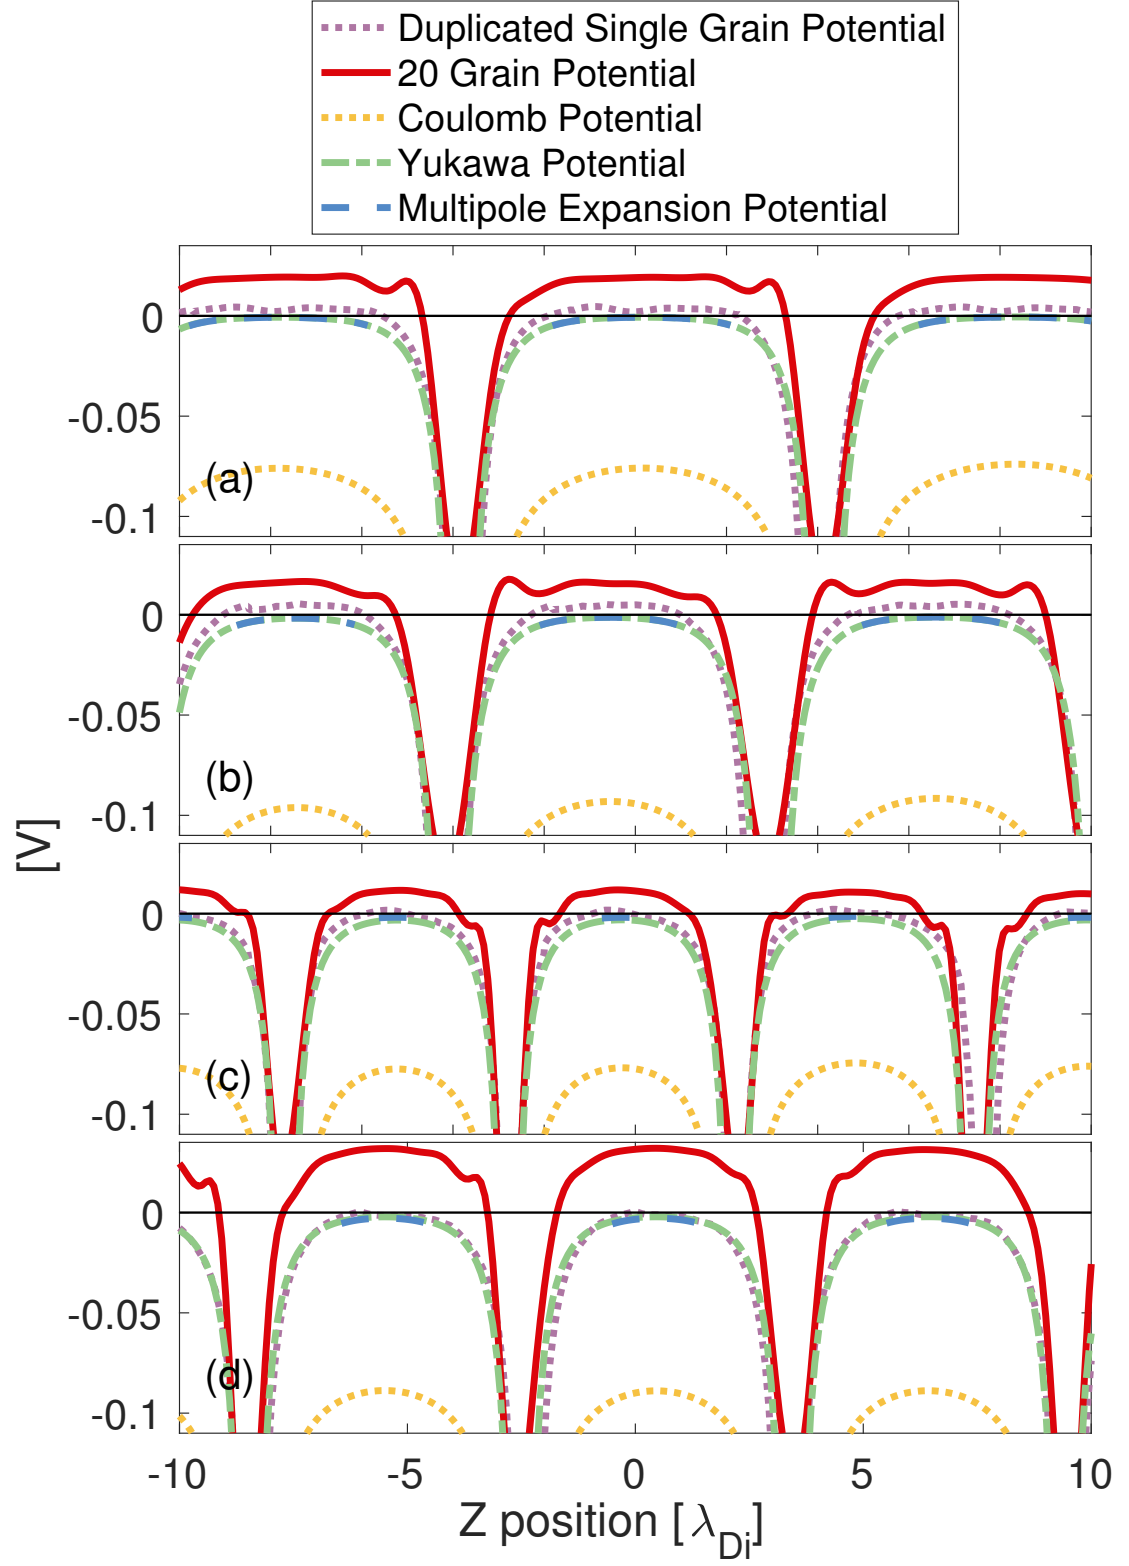 Duplicated Single Grain Potential
20 Grain Potential
Coulomb Potential
Yukawa Potential
Multipole Expansion Potential
0
-0.05
(a)
-0.1
0
-0.05
(b)
-0.1
[V]
0
-0.05
(c)
-0.1
0
-0.05
(d)
-0.1
-10 -5 0 5 10
Z position [ λDi]